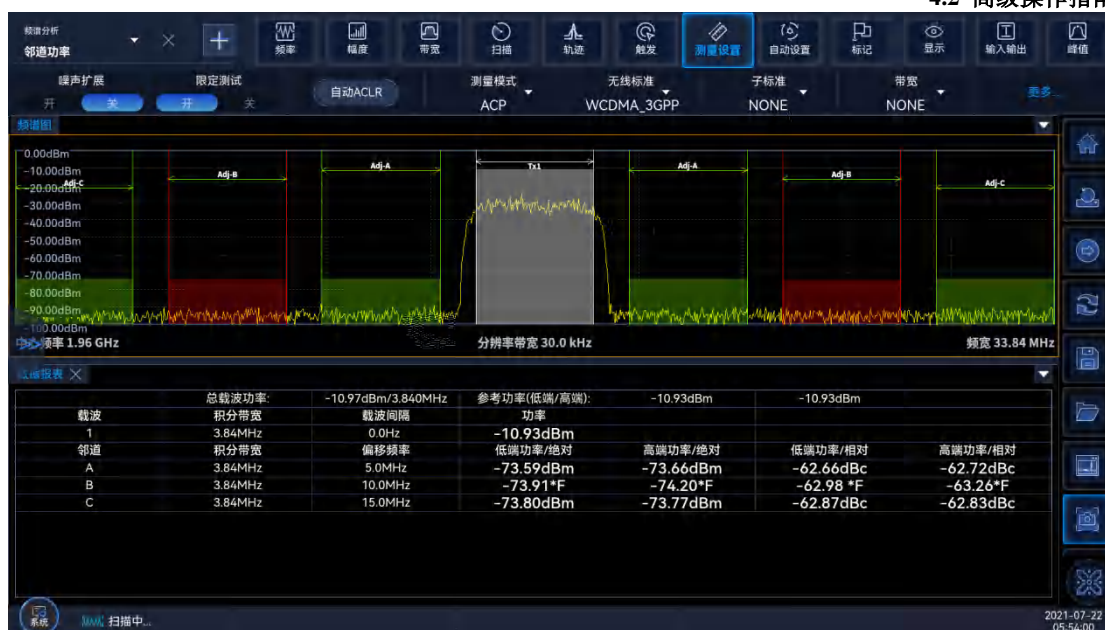 4.2 高级操作指南
频谱分析
邻道功率
频率 幅度 带宽 扫描 轨迹 触发 测量设置 自动设置 标记 显示 输入输出 峰值
噪声扩展 限定测试 测量模式 无线标准 子标准 带宽
开 关 开 关 自动ACLR ACP WCDMA_3GPP NONE NONE 更多...
频谱图
0.00dBm
-10.00dBm
-20.00dBm
-30.00dBm
-40.00dBm
-50.00dBm
-60.00dBm
-70.00dBm
-80.00dBm
-90.00dBm
-100.00dBm
Adj-C Adj-B Adj-A Tx1 Adj-A Adj-B Adj-C
频率 1.96 GHz 分辨率带宽 30.0 kHz 频宽 33.84 MHz
报表
总载波功率: -10.97dBm/3.840MHz 参考功率(低端/高端): -10.93dBm -10.93dBm
载波 积分带宽 载波间隔 功率
1 3.84MHz 0.0Hz -10.93dBm
邻道 积分带宽 偏移频率 低端功率/绝对 高端功率/绝对 低端功率/相对 高端功率/相对
A 3.84MHz 5.0MHz -73.59dBm -73.66dBm -62.66dBc -62.72dBc
B 3.84MHz 10.0MHz -73.91*F -74.20*F -62.98 *F -63.26*F
C 3.84MHz 15.0MHz -73.80dBm -73.77dBm -62.87dBc -62.83dBc
系统 扫描中...
2021-07-22
05:54:00